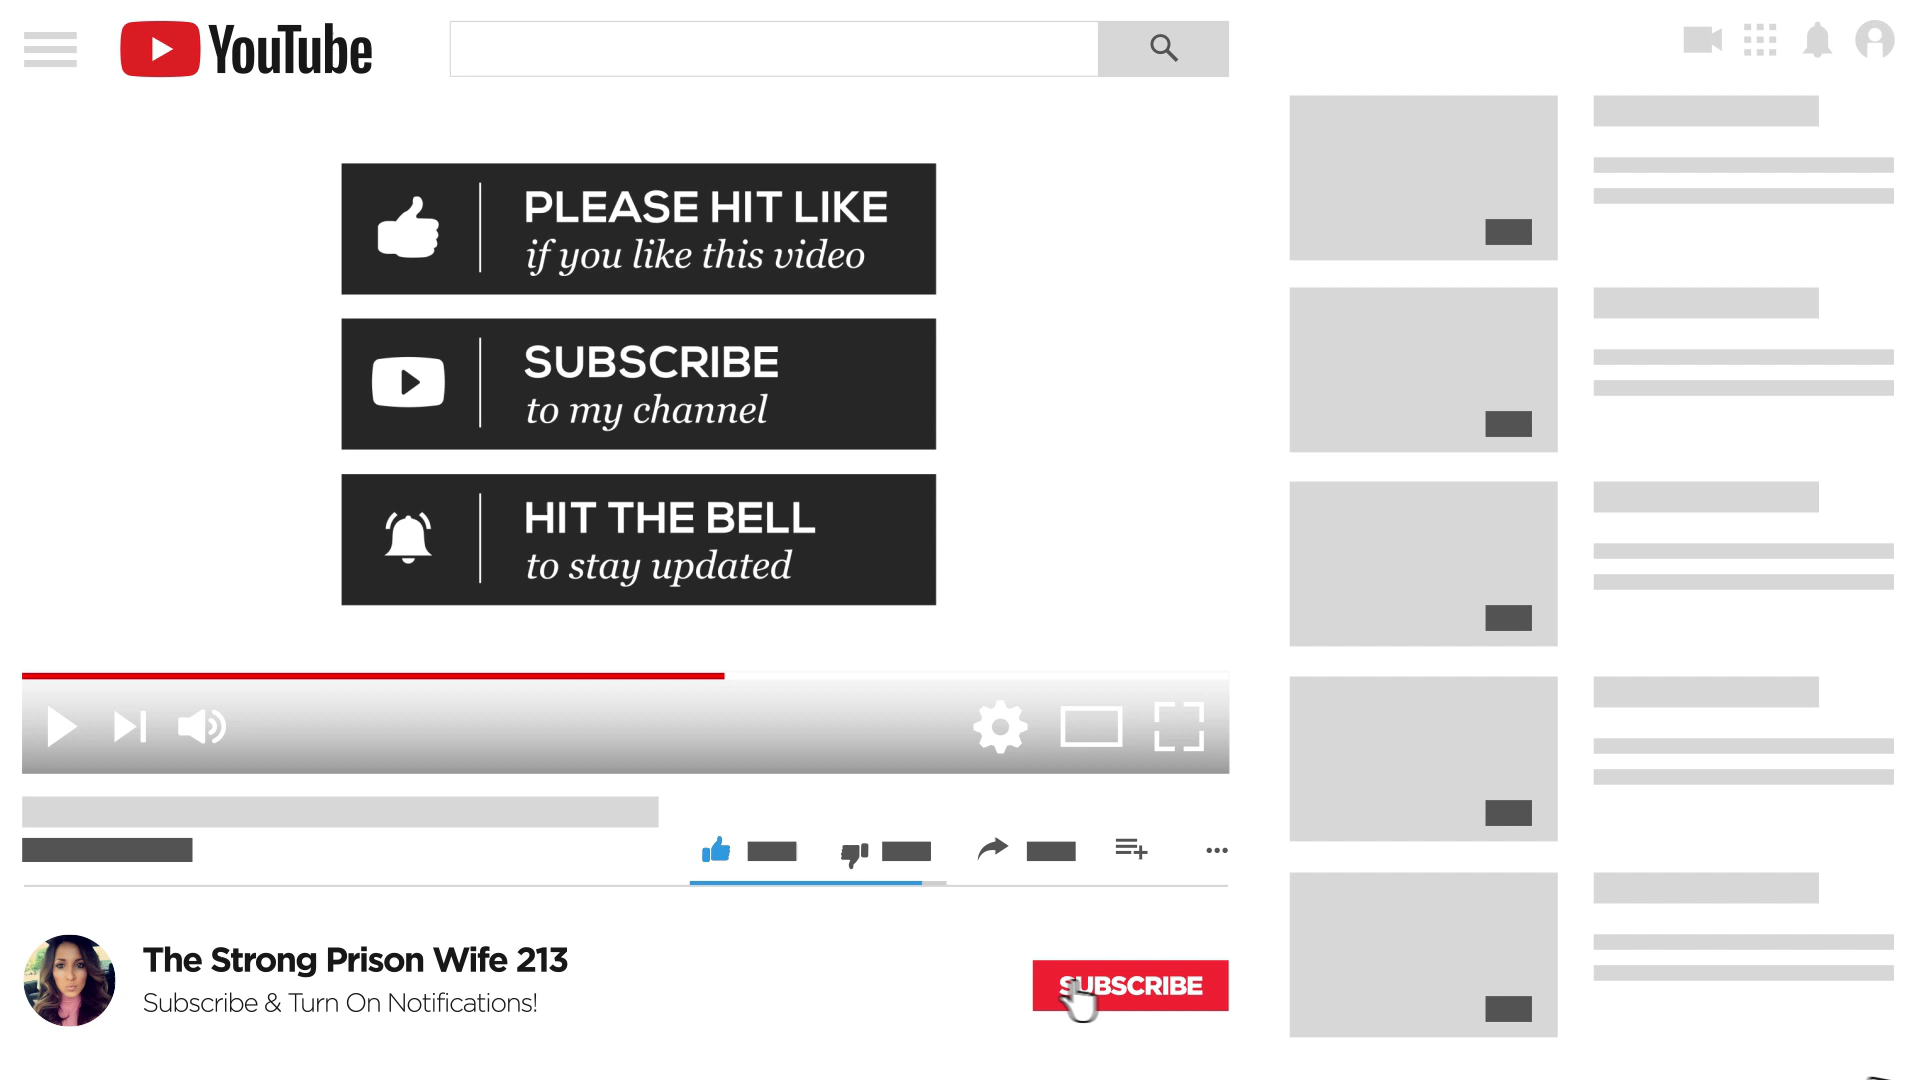 YouTube
PLEASE HIT LIKE
if you like this video
SUBSCRIBE
to my channel
HIT THE BELL
to stay updated
The Strong Prison Wife 213
Subscribe & Turn On Notifications!
SUBSCRIBE